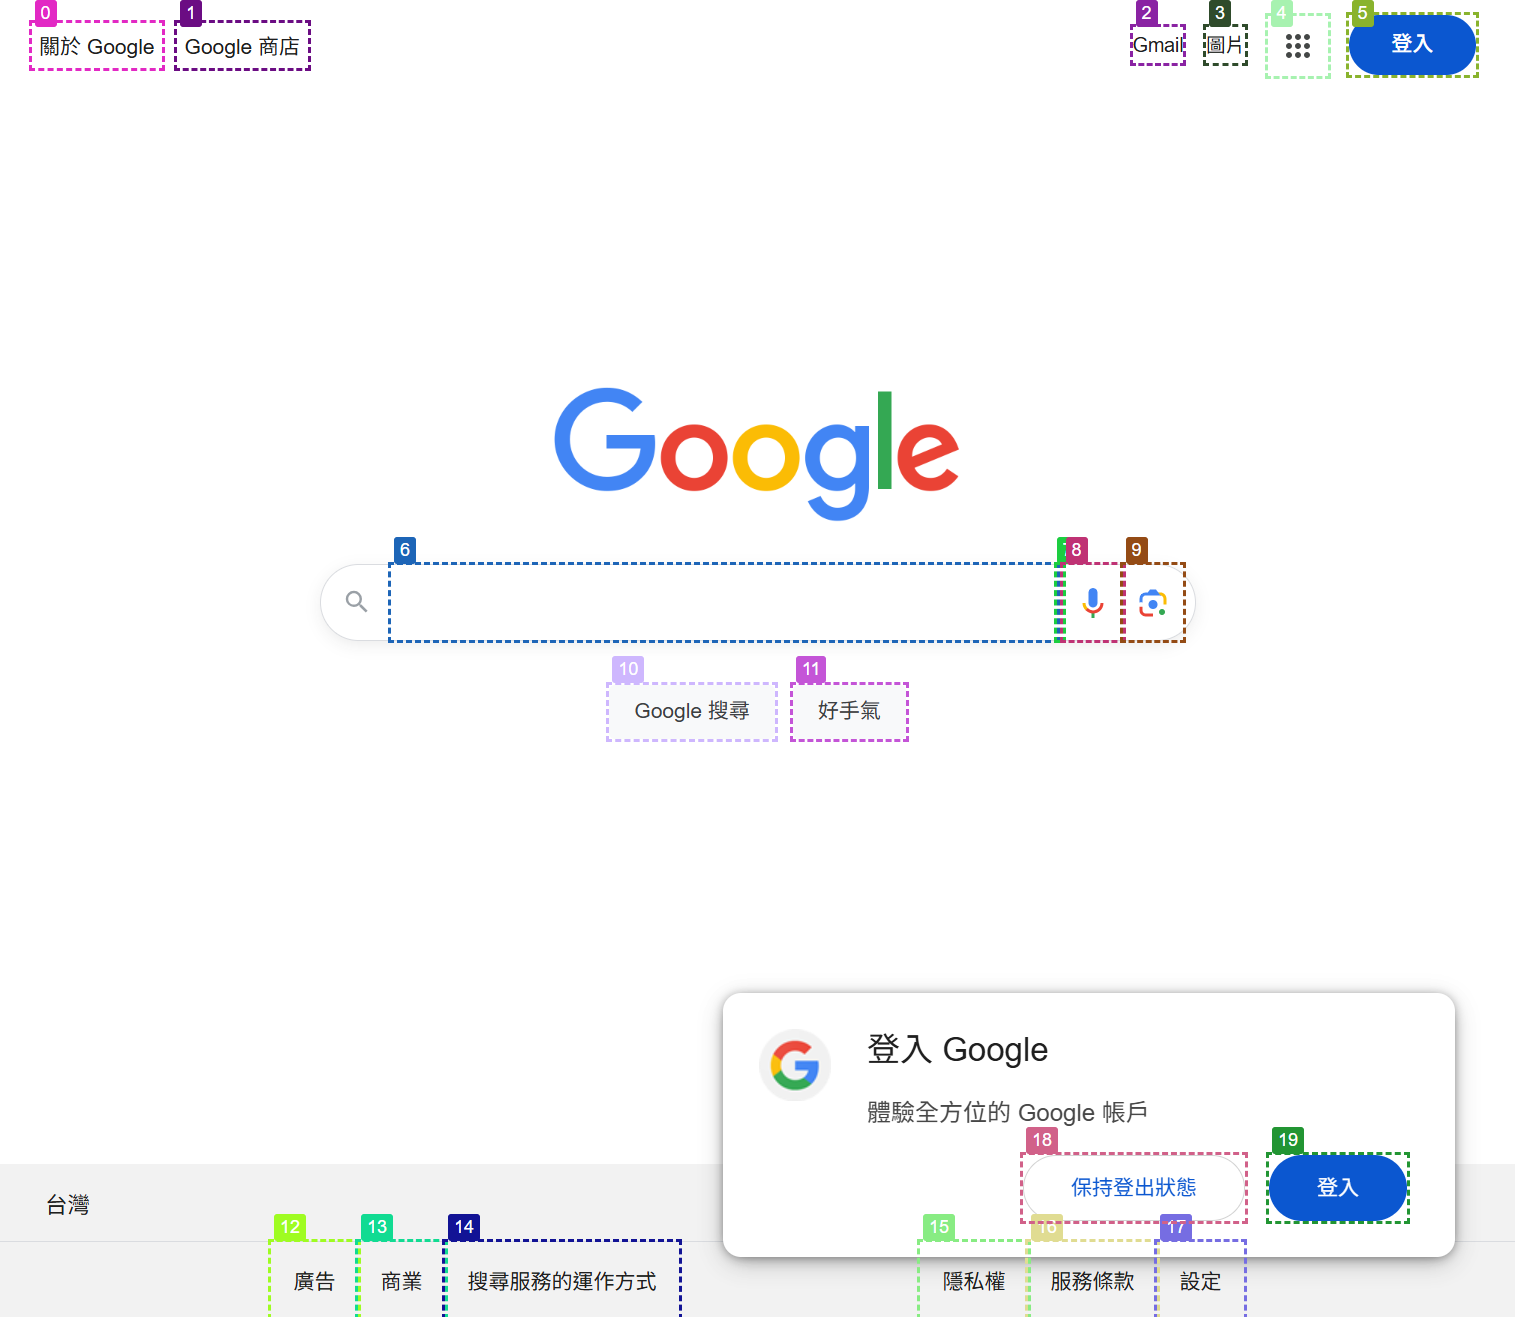 0 1 2 3 4 5
關於 Google Google 商店 Gmail 圖片 登入
Google
6 8 9
10 11
Google 搜尋 好手氣
登入 Google
體驗全方位的 Google 帳戶
18 19
保持登出狀態 登入
台灣
12 13 14 15 16 17
廣告 商業 搜尋服務的運作方式 隱私權 服務條款 設定